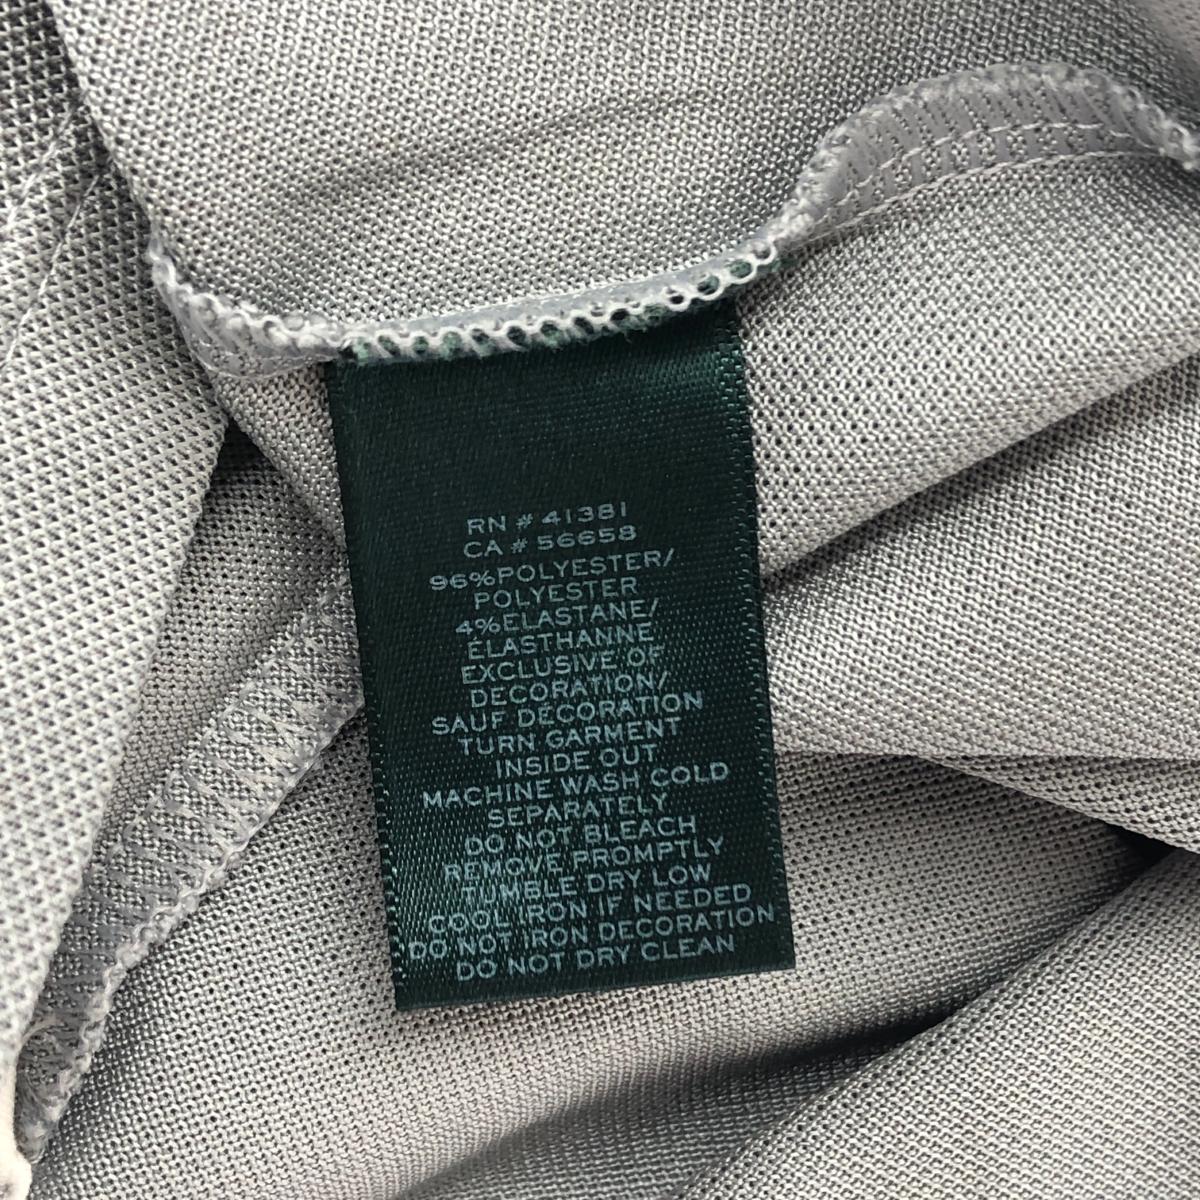 RN # 41381
CA # 56658
96%POLYESTER/
POLYESTER
4%ELASTANE/
ÉLASTHANNE
EXCLUSIVE OF
DECORATION/
SAUF DÉCORATION
TURN GARMENT
INSIDE OUT
MACHINE WASH COLD
SEPARATELY
DO NOT BLEACH
REMOVE PROMPTLY
TUMBLE DRY LOW
COOL IRON IF NEEDED
DO NOT IRON DECORATION
DO NOT DRY CLEAN